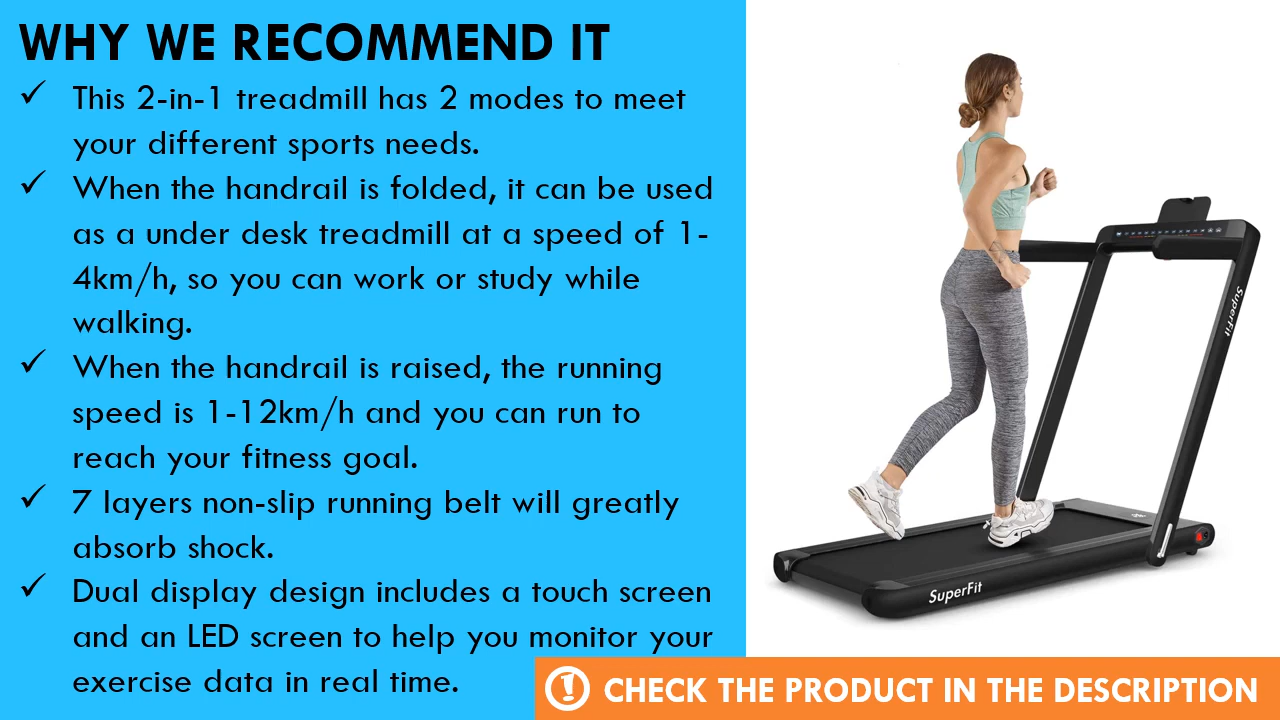 WHY WE RECOMMEND IT
✓ This 2-in-1 treadmill has 2 modes to meet
your different sports needs.
✓ When the handrail is folded, it can be used
as a under desk treadmill at a speed of 1-
4km/h, so you can work or study while
walking.
✓ When the handrail is raised, the running
speed is 1-12km/h and you can run to
reach your fitness goal.
✓ 7 layers non-slip running belt will greatly
absorb shock.
✓ Dual display design includes a touch screen
and an LED screen to help you monitor your
exercise data in real time.
SuperFit
SuperFit
! CHECK THE PRODUCT IN THE DESCRIPTION